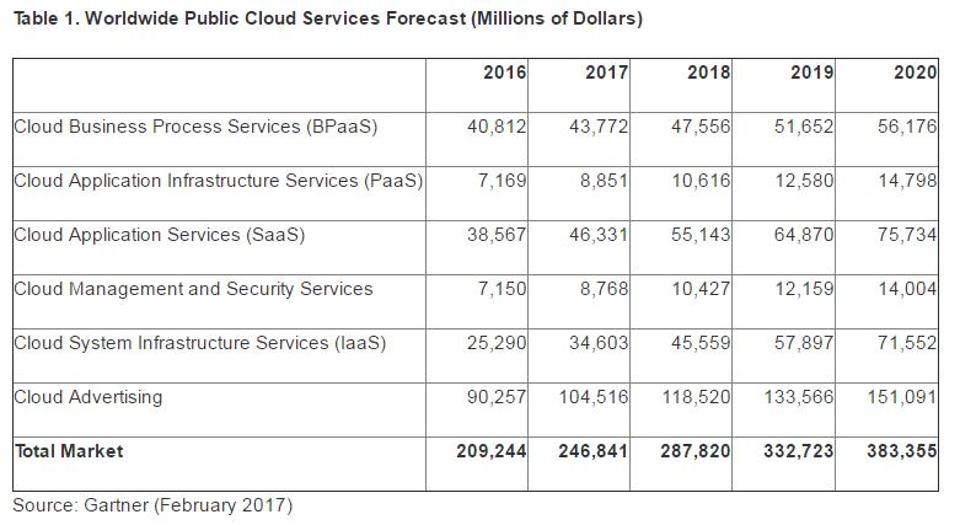 Table 1. Worldwide Public Cloud Services Forecast (Millions of Dollars)
2016 2017 2018 2019 2020
Cloud Business Process Services (BPaaS) 40,812 43,772 47,556 51,652 56,176
Cloud Application Infrastructure Services (PaaS) 7,169 8,851 10,616 12,580 14,798
Cloud Application Services (SaaS) 38,567 46,331 55,143 64,870 75,734
Cloud Management and Security Services 7,150 8,768 10,427 12,159 14,004
Cloud System Infrastructure Services (IaaS) 25,290 34,603 45,559 57,897 71,552
Cloud Advertising 90,257 104,516 118,520 133,566 151,091
Total Market 209,244 246,841 287,820 332,723 383,355
Source: Gartner (February 2017)